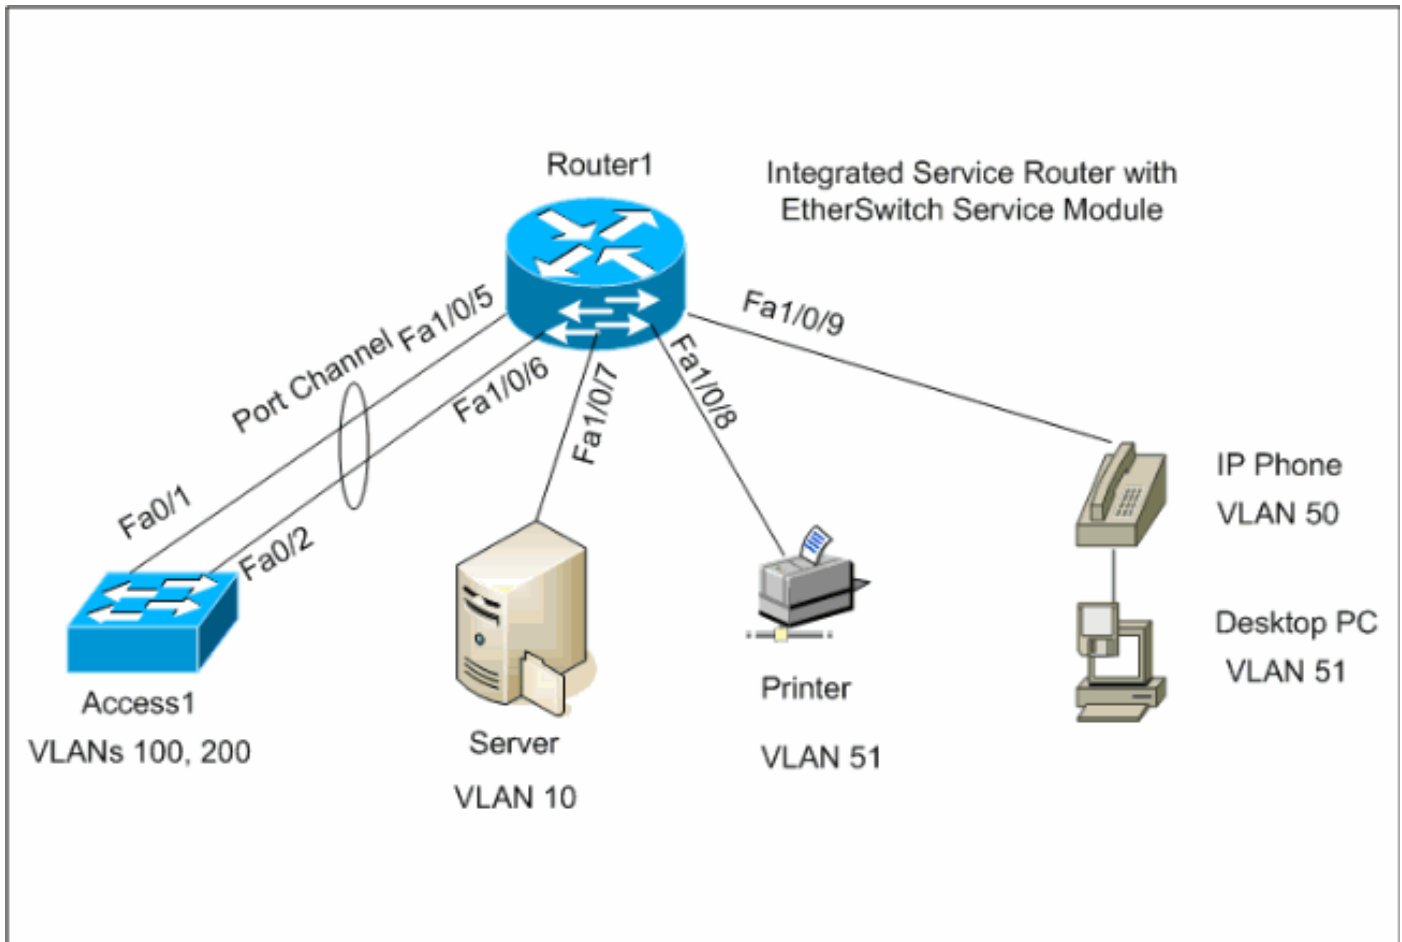 Router1
Integrated Service Router with
EtherSwitch Service Module
Port Channel
Fa1/0/5
Fa1/0/6
Fa1/0/7
Fa1/0/8
Fa1/0/9
Fa0/1
Fa0/2
IP Phone
VLAN 50
Desktop PC
VLAN 51
Access1
VLANs 100, 200
Server
VLAN 10
Printer
VLAN 51